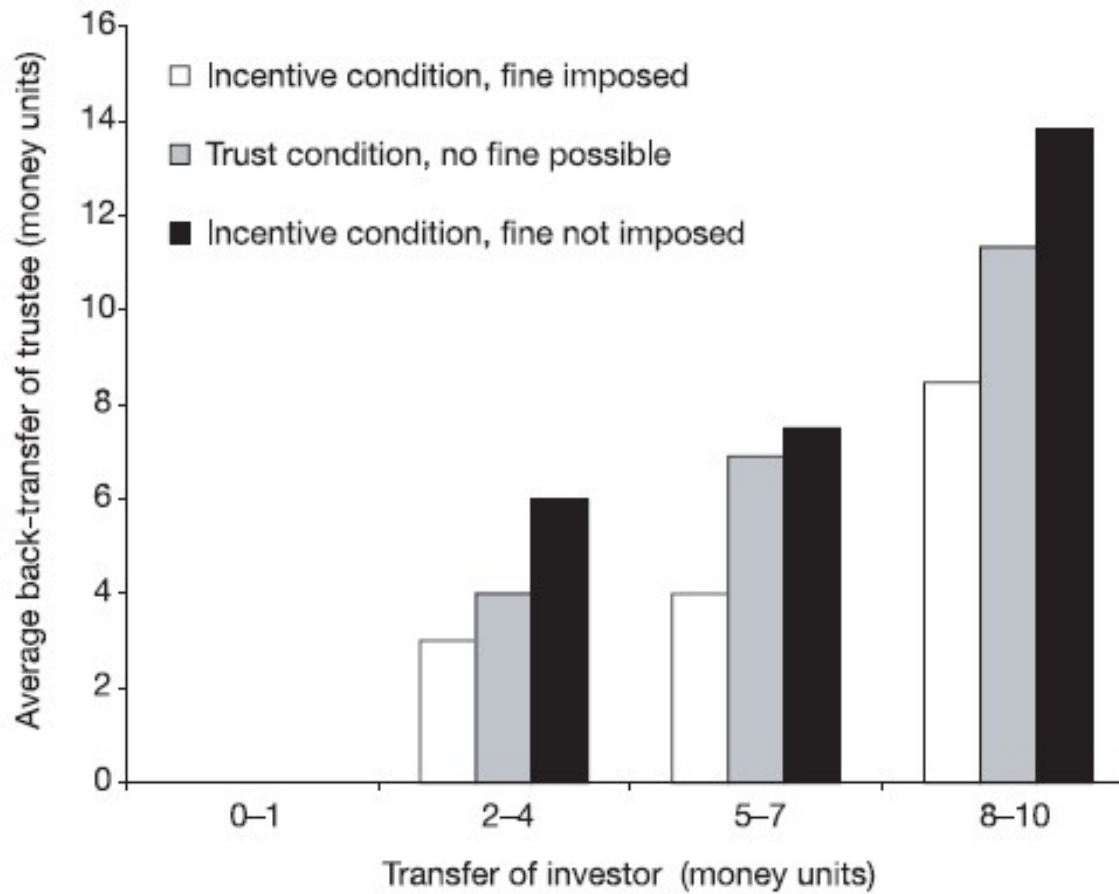 Average back-transfer of trustee (money units)
16
14
12
10
8
6
4
2
0
Incentive condition, fine imposed
Trust condition, no fine possible
Incentive condition, fine not imposed
0–1
2–4
5–7
8–10
Transfer of investor (money units)